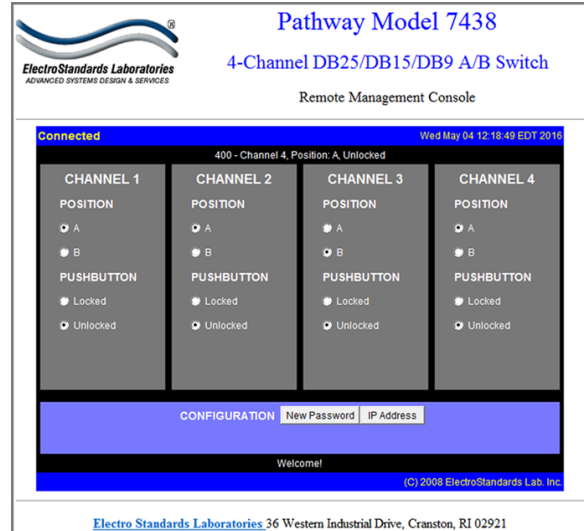 ®
ElectroStandards Laboratories
ADVANCED SYSTEMS DESIGN & SERVICES
Pathway Model 7438
4-Channel DB25/DB15/DB9 A/B Switch
Remote Management Console
Connected Wed May 04 12:18:49 EDT 2016
400 - Channel 4, Position: A, Unlocked
CHANNEL 1 CHANNEL 2 CHANNEL 3 CHANNEL 4
POSITION POSITION POSITION POSITION
A A A A
B B B B
PUSHBUTTON PUSHBUTTON PUSHBUTTON PUSHBUTTON
Locked Locked Locked Locked
Unlocked Unlocked Unlocked Unlocked
CONFIGURATION New Password IP Address
Welcome!
(C) 2008 ElectroStandards Lab. Inc.
Electro Standards Laboratories 36 Western Industrial Drive, Cranston, RI 02921